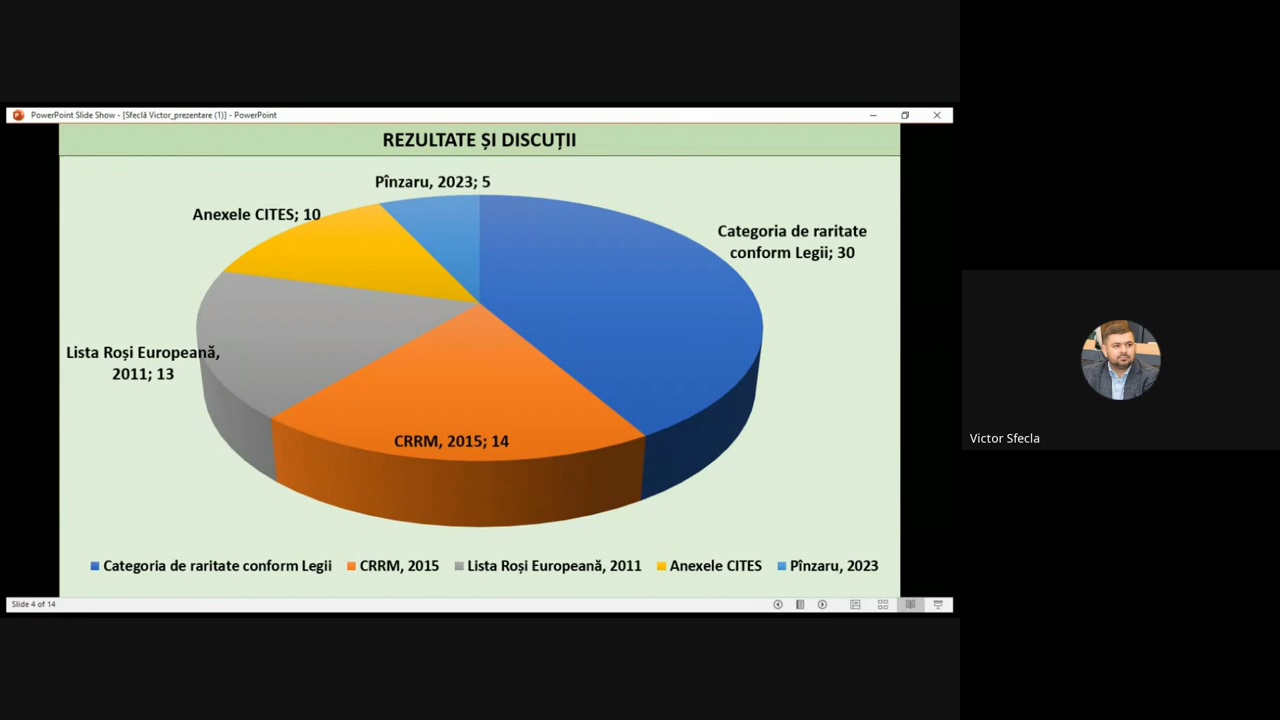 PowerPoint Slide Show - [Sfeclă Victor_prezentare (1)] - PowerPoint
REZULTATE ȘI DISCUȚII
Pînzaru, 2023; 5
Anexele CITES; 10
Categoria de raritate
conform Legii; 30
Lista Roși Europeană,
2011; 13
CRRM, 2015; 14
Categoria de raritate conform Legii CRRM, 2015 Lista Roși Europeană, 2011 Anexele CITES Pînzaru, 2023
Slide 4 of 14
Victor Sfecla